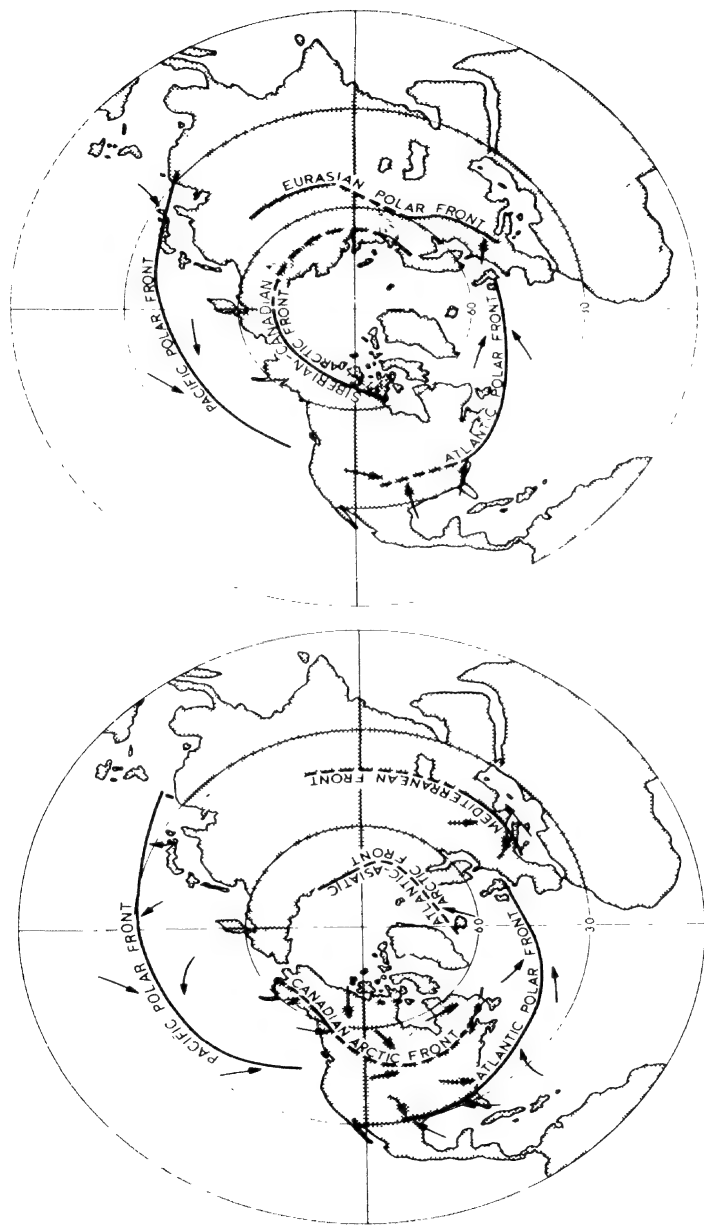 EURASIAN POLAR FRONT
PACIFIC POLAR FRONT
SIBERIAN-CANADIAN
ARCTIC FRONT
ATLANTIC POLAR FRONT
60
30
MEDITERRANEAN FRONT
ATLANTIC-ASIATIC
ARCTIC FRONT
PACIFIC POLAR FRONT
CANADIAN ARCTIC FRONT
ATLANTIC POLAR FRONT
60
30